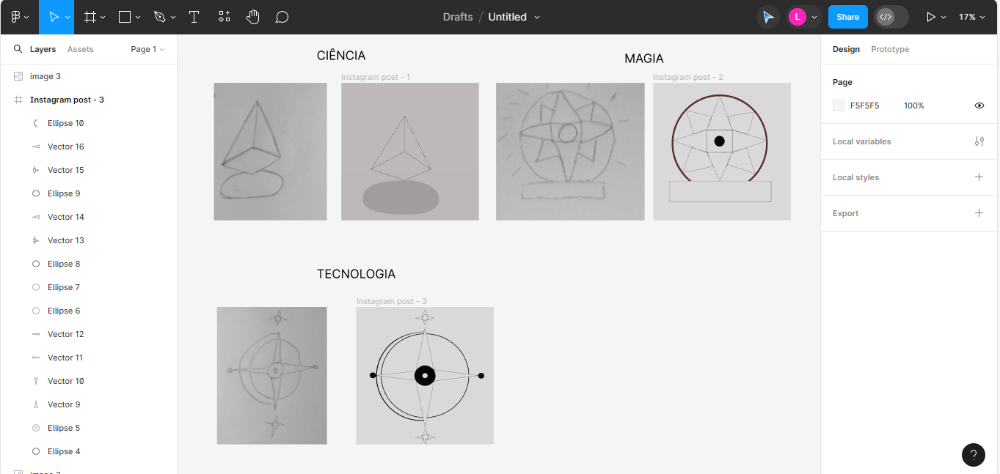 Drafts / Untitled
L
Share
17%
Layers
Assets
Page 1
image 3
Instagram post - 3
Ellipse 10
Vector 16
Vector 15
Ellipse 9
Vector 14
Vector 13
Ellipse 8
Ellipse 7
Ellipse 6
Vector 12
Vector 11
Vector 10
Vector 9
Ellipse 5
Ellipse 4
CIÊNCIA
MAGIA
Instagram post - 1
Instagram post - 2
TECNOLOGIA
Instagram post - 3
Design
Prototype
Page
F5F5F5
100%
Local variables
Local styles
Export
?